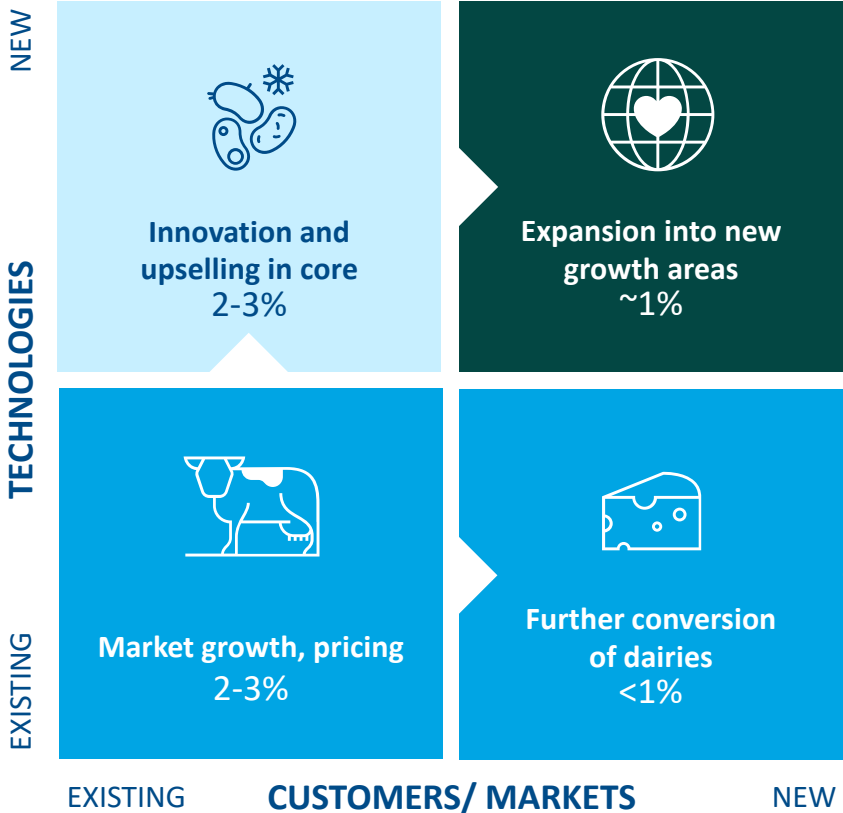 NEW
TECHNOLOGIES
EXISTING
Innovation and
upselling in core
2-3%
Expansion into new
growth areas
~1%
Market growth, pricing
2-3%
Further conversion
of dairies
<1%
EXISTING
CUSTOMERS/ MARKETS
NEW